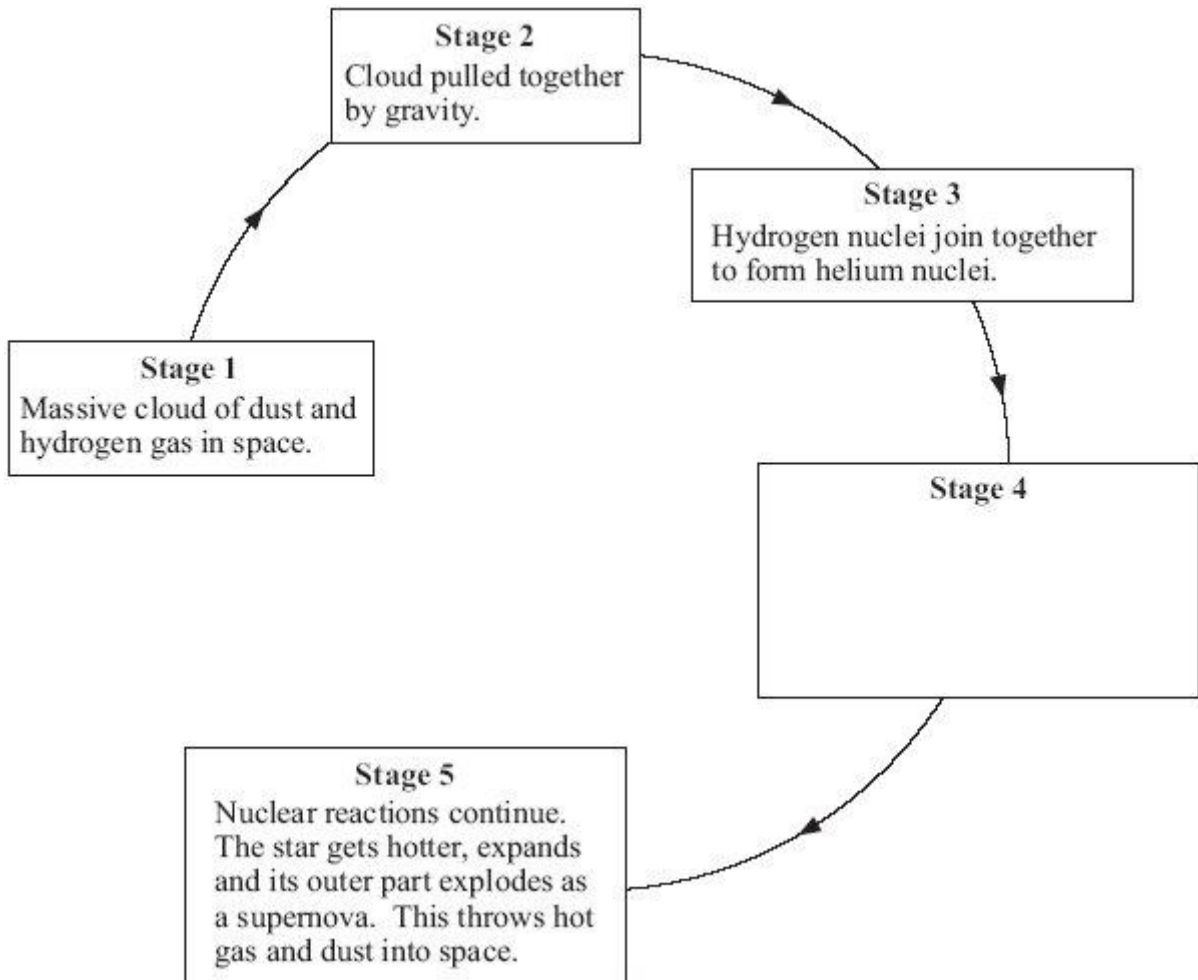 Stage 1
Massive cloud of dust and
hydrogen gas in space.
Stage 2
Cloud pulled together
by gravity.
Stage 3
Hydrogen nuclei join together
to form helium nuclei.
Stage 4
Stage 5
Nuclear reactions continue.
The star gets hotter, expands
and its outer part explodes as
a supernova. This throws hot
gas and dust into space.